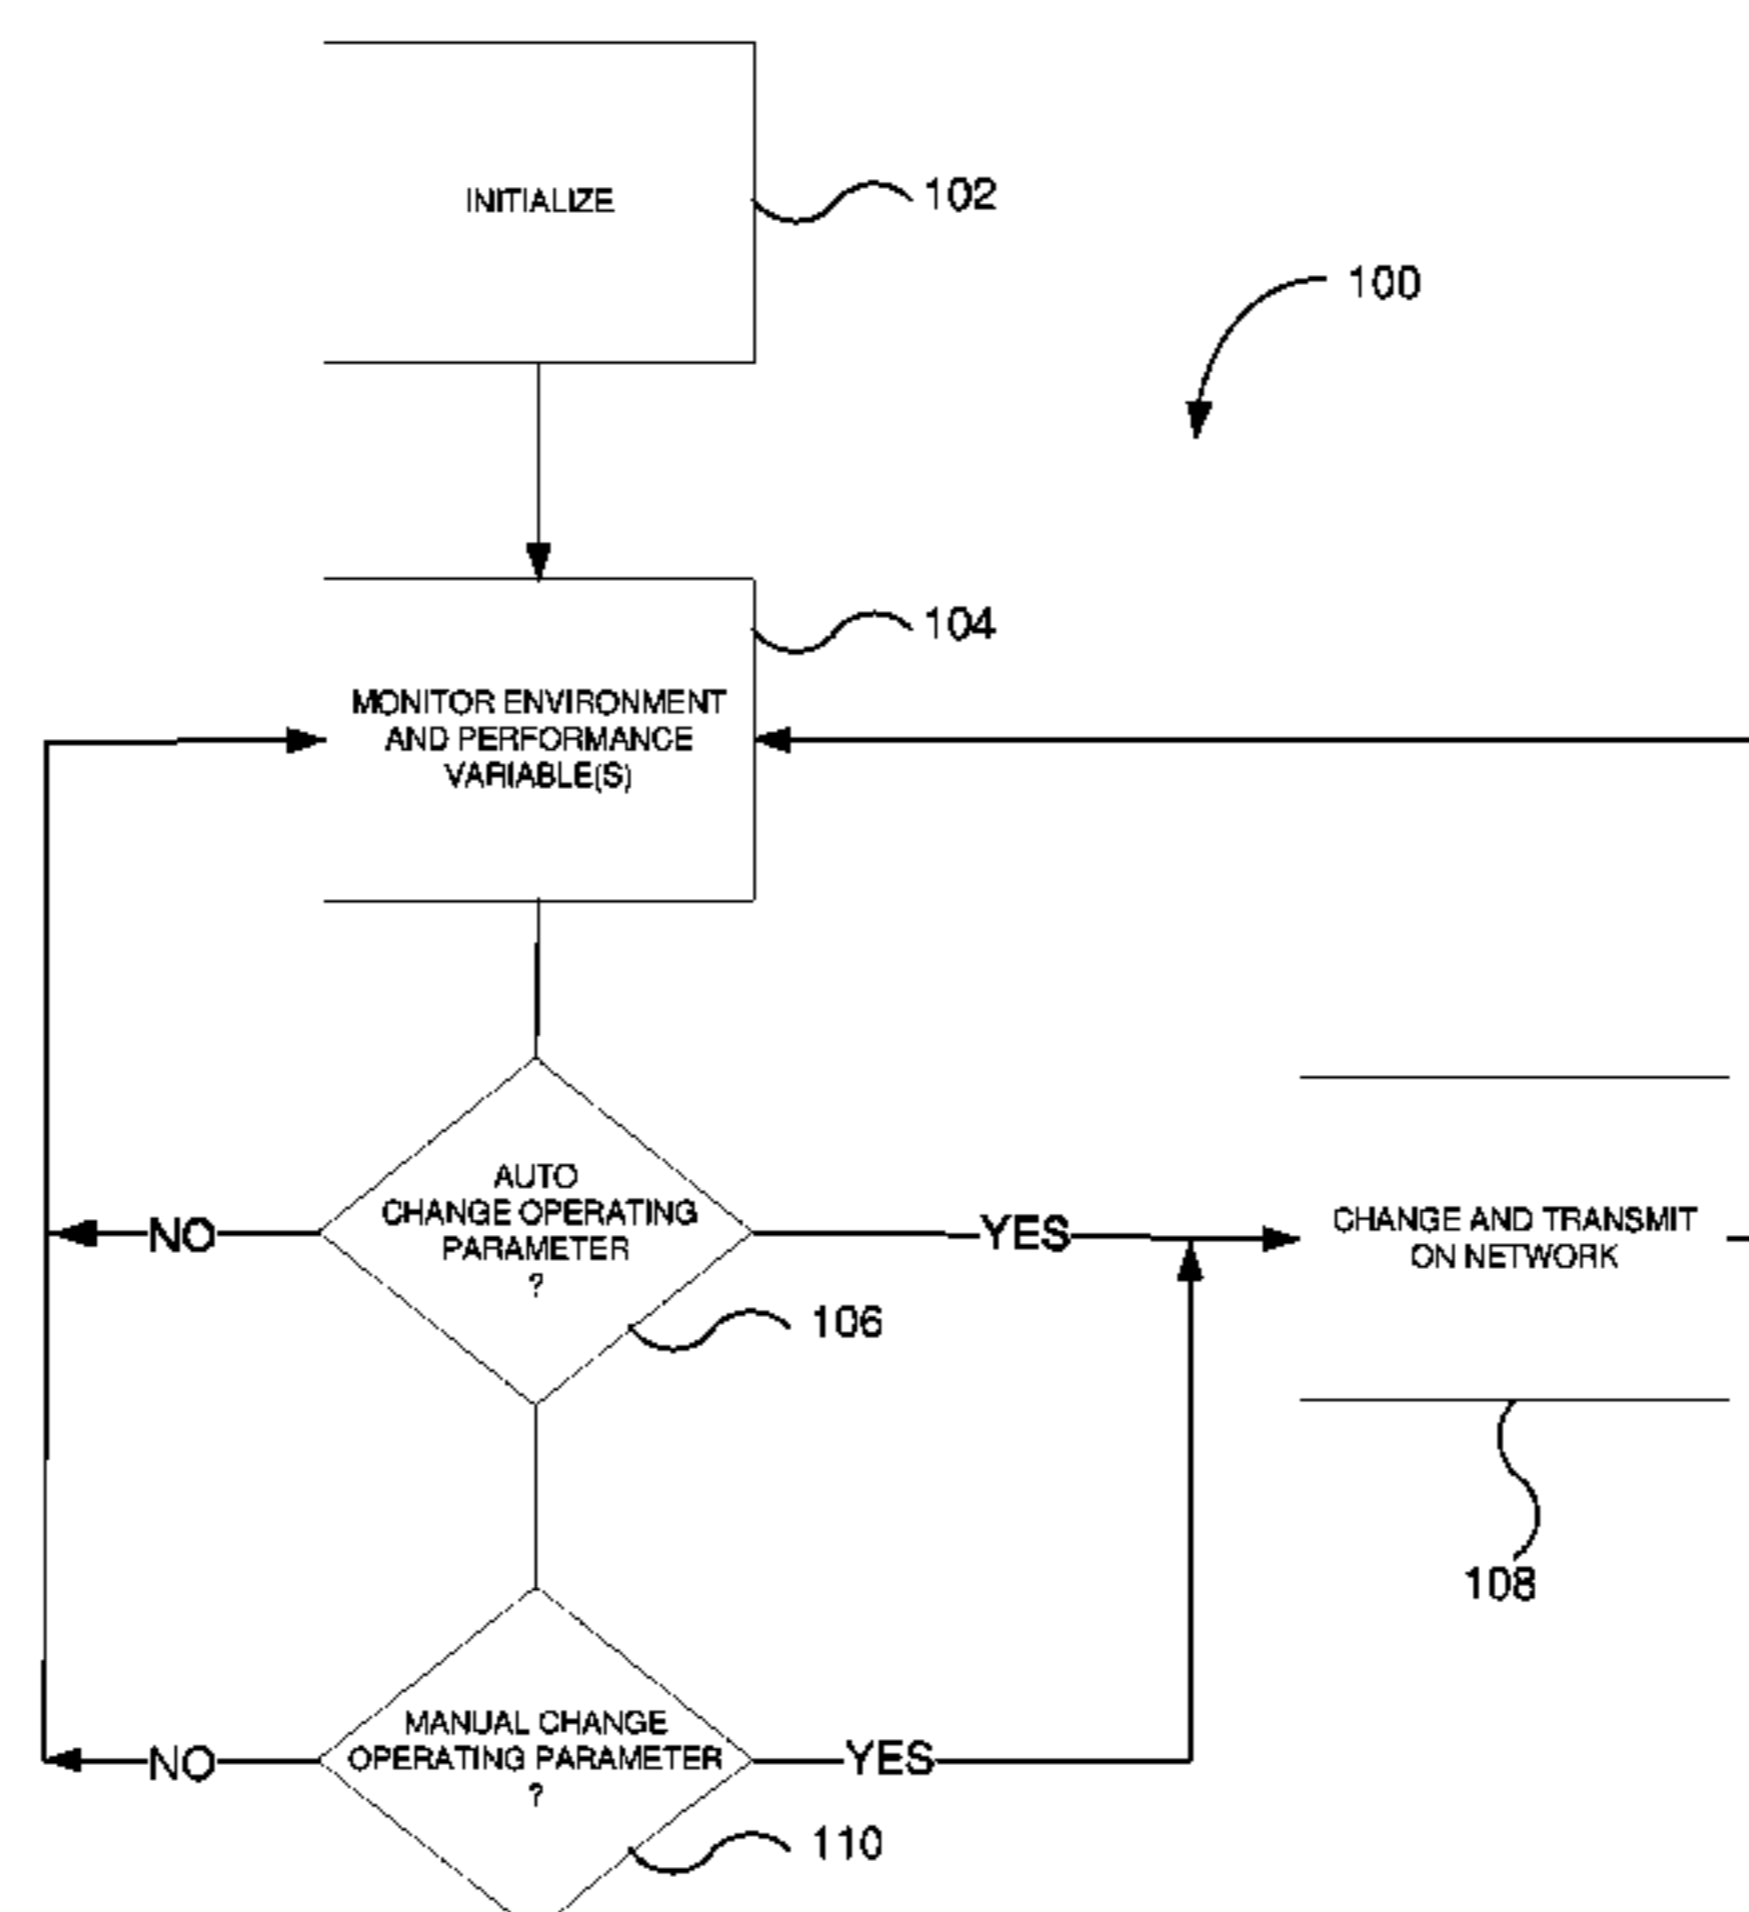 INITIALIZE
102
100
104
MONITOR ENVIRONMENT
AND PERFORMANCE
VARIABLE(S)
AUTO
CHANGE OPERATING
PARAMETER
?
NO
YES
CHANGE AND TRANSMIT
ON NETWORK
106
108
MANUAL CHANGE
OPERATING PARAMETER
?
NO
YES
110